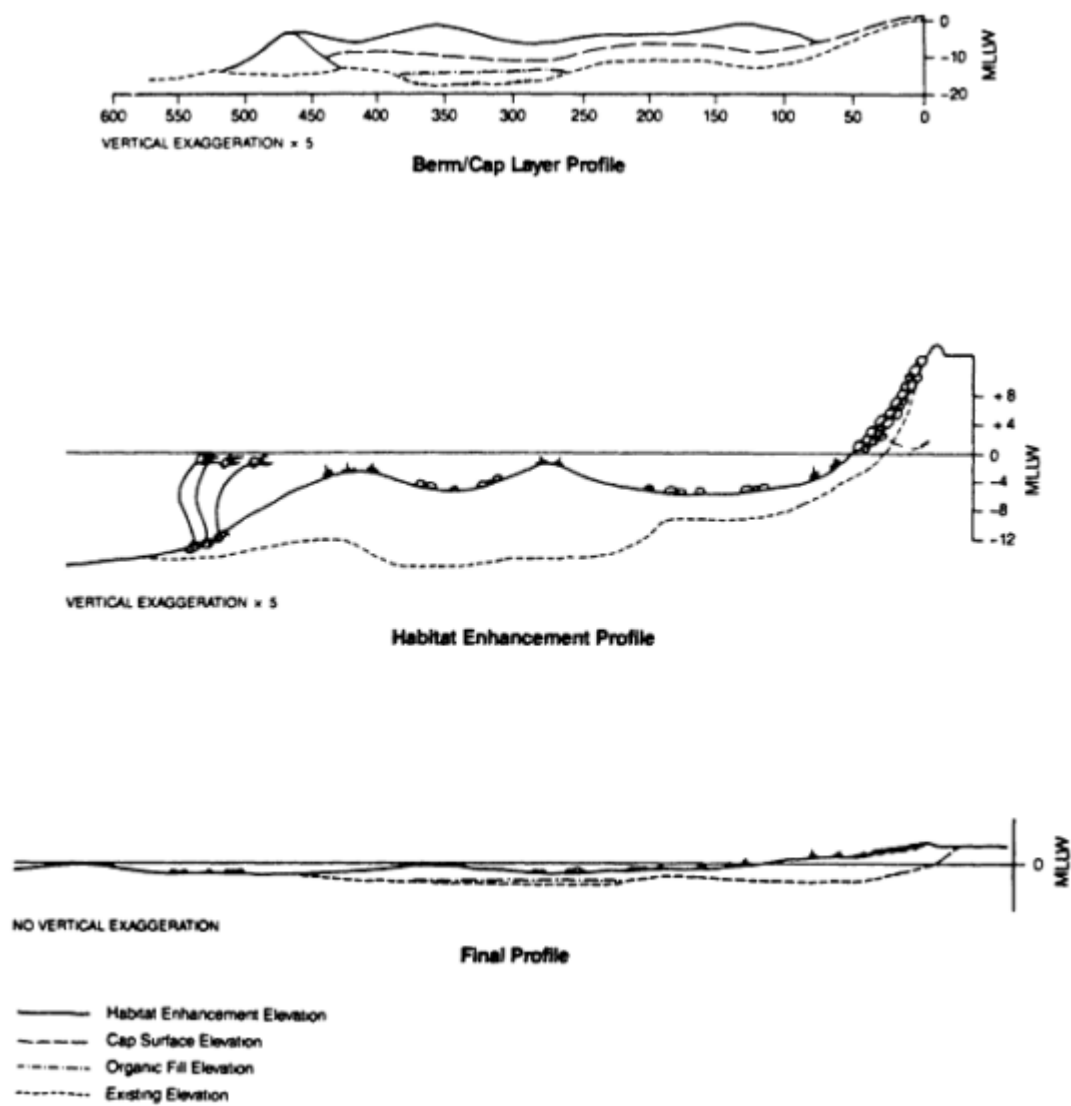 0
-10
-20
MLLW
600 550 500 450 400 350 300 250 200 150 100 50 0
VERTICAL EXAGGERATION × 5
Berm/Cap Layer Profile
+8
+4
0
-4
-8
-12
MLLW
VERTICAL EXAGGERATION × 5
Habitat Enhancement Profile
0
MLLW
NO VERTICAL EXAGGERATION
Final Profile
Habitat Enhancement Elevation
Cap Surface Elevation
Organic Fill Elevation
Existing Elevation